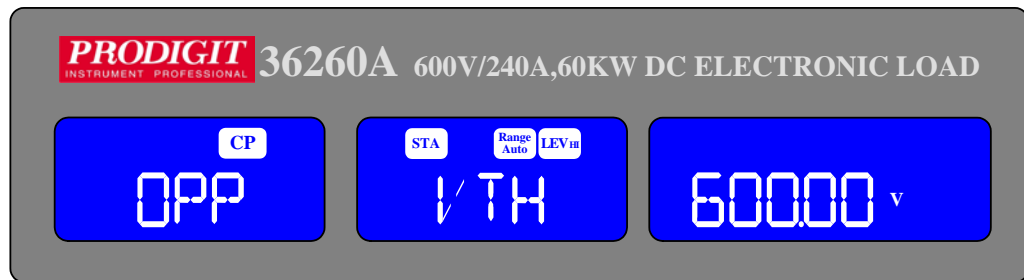 PRODIGIT
INSTRUMENT PROFESSIONAL
36260A 600V/240A,60KW DC ELECTRONIC LOAD
CP
OPP
STA Range Auto LEV HI
VTH
600.00 V